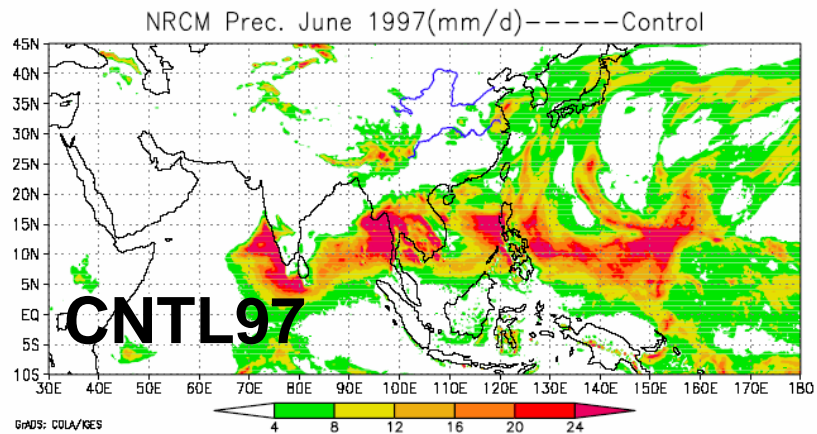 NRCM Prec. June 1997(mm/d)-----Control
45N
40N
35N
30N
25N
20N
15N
10N
5N
EQ
5S
10S
CNTL97
30E 40E 50E 60E 70E 80E 90E 100E 110E 120E 130E 140E 150E 160E 170E 180
4 8 12 16 20 24
GrADS: COLA/IGES